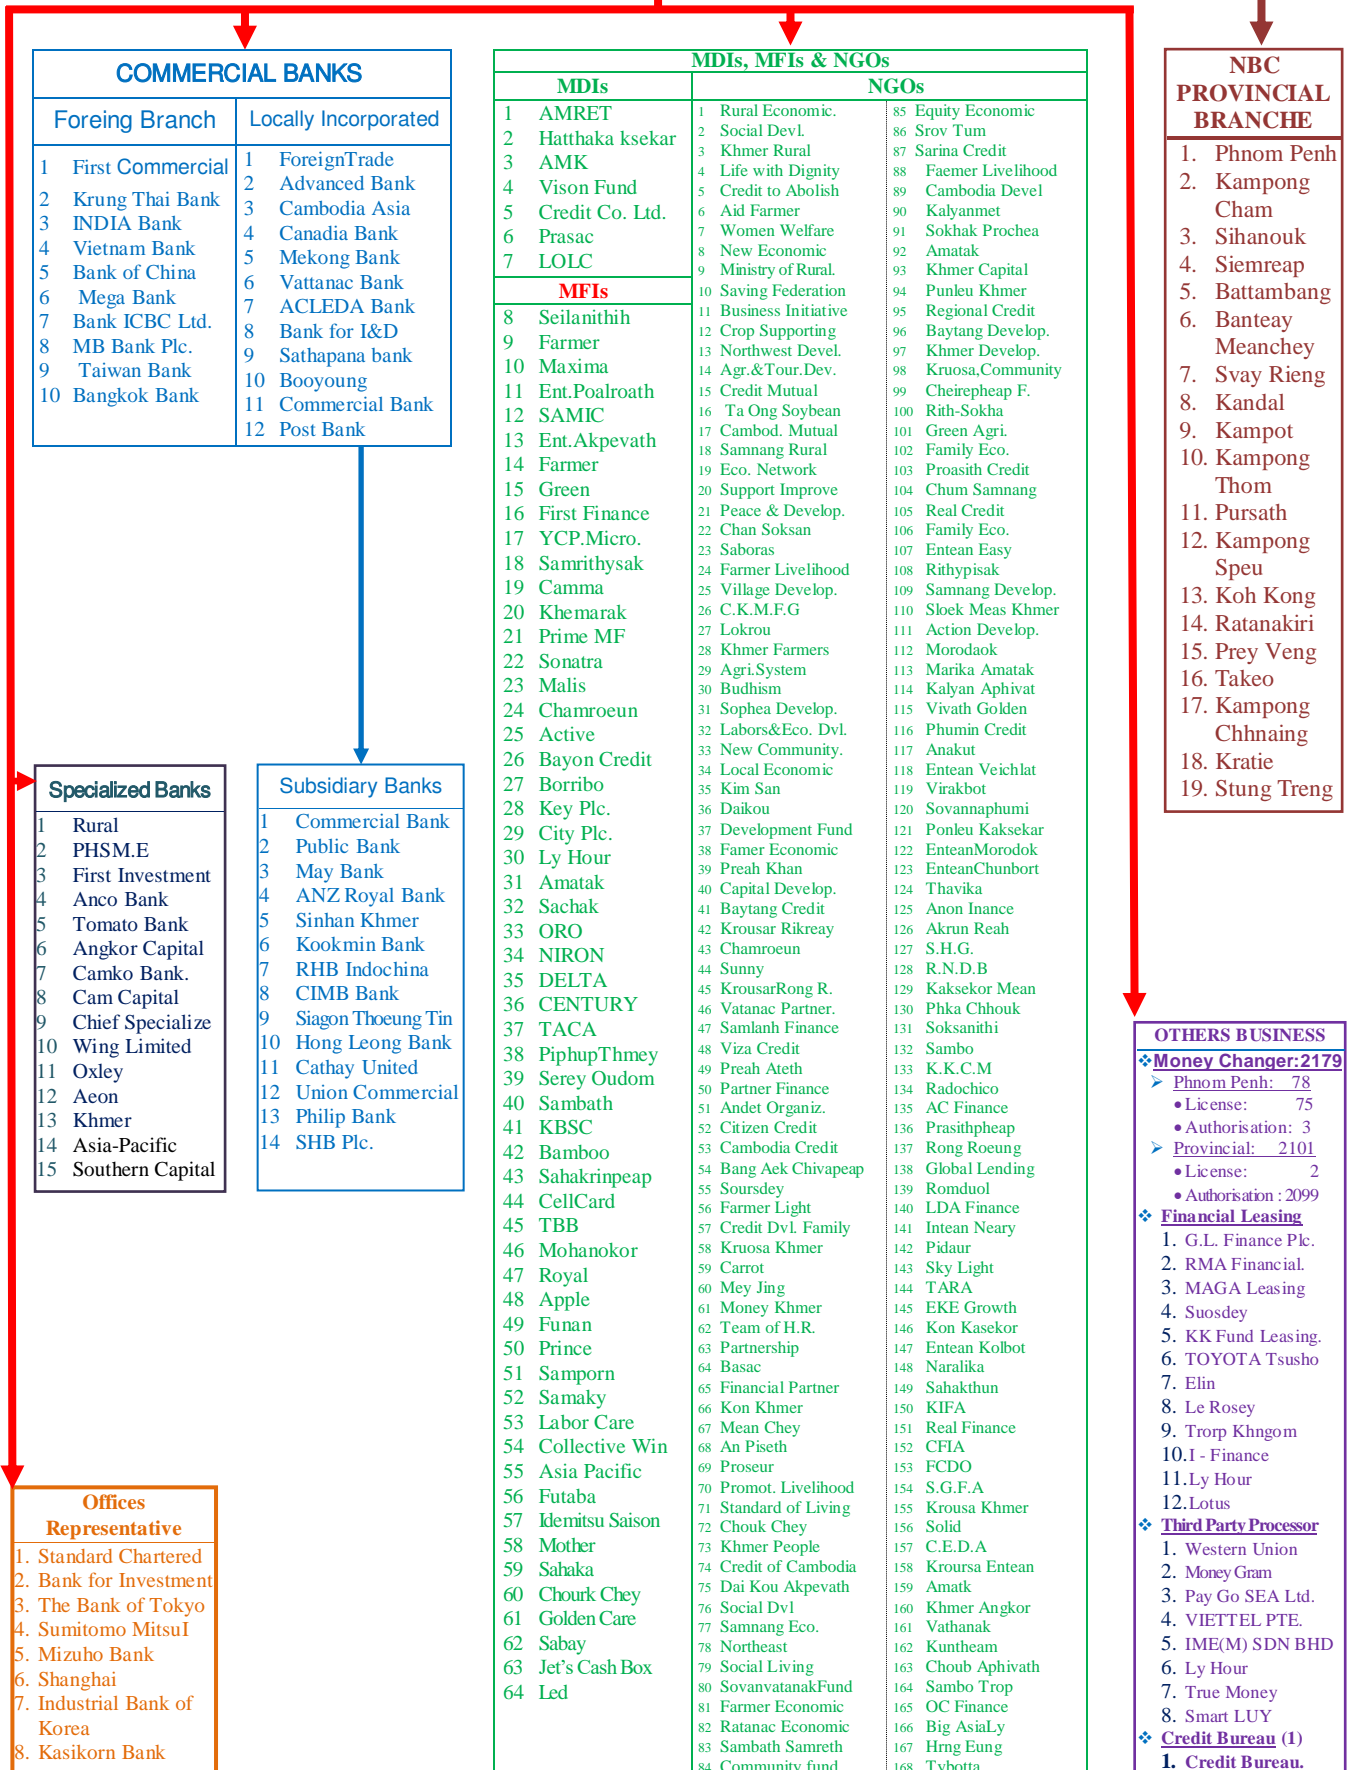 COMMERCIAL BANKS
Foreing Branch
1 First Commercial
2 Krung Thai Bank
3 INDIA Bank
4 Vietnam Bank
5 Bank of China
6 Mega Bank
7 Bank ICBC Ltd.
8 MB Bank Plc.
9 Taiwan Bank
10 Bangkok Bank
Locally Incorporated
1 ForeignTrade
2 Advanced Bank
3 Cambodia Asia
4 Canadia Bank
5 Mekong Bank
6 Vattanac Bank
7 ACLEDA Bank
8 Bank for I&D
9 Sathapana bank
10 Booyoung
11 Commercial Bank
12 Post Bank
Specialized Banks
1 Rural
2 PHSM.E
3 First Investment
4 Anco Bank
5 Tomato Bank
6 Angkor Capital
7 Camko Bank.
8 Cam Capital
9 Chief Specialize
10 Wing Limited
11 Oxley
12 Aeon
13 Khmer
14 Asia-Pacific
15 Southern Capital
Subsidiary Banks
1 Commercial Bank
2 Public Bank
3 May Bank
4 ANZ Royal Bank
5 Sinhan Khmer
6 Kookmin Bank
7 RHB Indochina
8 CIMB Bank
9 Siagon Thoeung Tin
10 Hong Leong Bank
11 Cathay United
12 Union Commercial
13 Philip Bank
14 SHB Plc.
Offices
Representative
1. Standard Chartered
2. Bank for Investment
3. The Bank of Tokyo
4. Sumitomo MitsuI
5. Mizuho Bank
6. Shanghai
7. Industrial Bank of
Korea
8. Kasikorn Bank
MDIs, MFIs & NGOs
MDIs
1 AMRET
2 Hatthaka ksekar
3 AMK
4 Vison Fund
5 Credit Co. Ltd.
6 Prasac
7 LOLC
MFIs
8 Seilanithih
9 Farmer
10 Maxima
11 Ent.Poalroath
12 SAMIC
13 Ent.Akpevath
14 Farmer
15 Green
16 First Finance
17 YCP.Micro.
18 Samrithysak
19 Camma
20 Khemarak
21 Prime MF
22 Sonatra
23 Malis
24 Chamroeun
25 Active
26 Bayon Credit
27 Borribo
28 Key Plc.
29 City Plc.
30 Ly Hour
31 Amatak
32 Sachak
33 ORO
34 NIRON
35 DELTA
36 CENTURY
37 TACA
38 PiphupThmey
39 Serey Oudom
40 Sambath
41 KBSC
42 Bamboo
43 Sahakrinpeap
44 CellCard
45 TBB
46 Mohanokor
47 Royal
48 Apple
49 Funan
50 Prince
51 Samporn
52 Samaky
53 Labor Care
54 Collective Win
55 Asia Pacific
56 Futaba
57 Idemitsu Saison
58 Mother
59 Sahaka
60 Chourk Chey
61 Golden Care
62 Sabay
63 Jet's Cash Box
64 Led
NGOs
1 Rural Economic.
2 Social Devl.
3 Khmer Rural
4 Life with Dignity
5 Credit to Abolish
6 Aid Farmer
7 Women Welfare
8 New Economic
9 Ministry of Rural.
10 Saving Federation
11 Business Initiative
12 Crop Supporting
13 Northwest Devel.
14 Agr.&Tour.Dev.
15 Credit Mutual
16 Ta Ong Soybean
17 Cambod. Mutual
18 Samnang Rural
19 Eco. Network
20 Support Improve
21 Peace & Develop.
22 Chan Soksan
23 Saboras
24 Farmer Livelihood
25 Village Develop.
26 C.K.M.F.G
27 Lokrou
28 Khmer Farmers
29 Agri.System
30 Budhism
31 Sophea Develop.
32 Labors&Eco. Dvl.
33 New Community.
34 Local Economic
35 Kim San
36 Daikou
37 Development Fund
38 Famer Economic
39 Preah Khan
40 Capital Develop.
41 Baytang Credit
42 Krousar Rikreay
43 Chamroeun
44 Sunny
45 KrousarRong R.
46 Vatanac Partner.
47 Samlanh Finance
48 Viza Credit
49 Preah Ateth
50 Partner Finance
51 Andet Organiz.
52 Citizen Credit
53 Cambodia Credit
54 Bang Aek Chivapeap
55 Soursdey
56 Farmer Light
57 Credit Dvl. Family
58 Kruosa Khmer
59 Carrot
60 Mey Jing
61 Money Khmer
62 Team of H.R.
63 Partnership
64 Basac
65 Financial Partner
66 Kon Khmer
67 Mean Chey
68 An Piseth
69 Proseur
70 Promot. Livelihood
71 Standard of Living
72 Chouk Chey
73 Khmer People
74 Credit of Cambodia
75 Dai Kou Akpevath
76 Social Dvl
77 Samnang Eco.
78 Northeast
79 Social Living
80 SovanvatanakFund
81 Farmer Economic
82 Ratanac Economic
83 Sambath Samreth
84 Community fund
85 Equity Economic
86 Srov Tum
87 Sarina Credit
88 Faemer Livelihood
89 Cambodia Devel
90 Kalyanmet
91 Sokhak Prochea
92 Amatak
93 Khmer Capital
94 Punleu Khmer
95 Regional Credit
96 Baytang Develop.
97 Khmer Develop.
98 Kruosa,Community
99 Cheirepheap F.
100 Rith-Sokha
101 Green Agri.
102 Family Eco.
103 Proasith Credit
104 Chum Samnang
105 Real Credit
106 Family Eco.
107 Entean Easy
108 Rithypisak
109 Samnang Develop.
110 Sloek Meas Khmer
111 Action Develop.
112 Morodaok
113 Marika Amatak
114 Kalyan Aphivat
115 Vivath Golden
116 Phumin Credit
117 Anakut
118 Entean Veichlat
119 Virakbot
120 Sovannaphumi
121 Ponleu Kaksekar
122 EnteanMorodok
123 EnteanChunbort
124 Thavika
125 Anon Inance
126 Akrun Reah
127 S.H.G.
128 R.N.D.B
129 Kaksekor Mean
130 Phka Chhouk
131 Soksanithi
132 Sambo
133 K.K.C.M
134 Radochico
135 AC Finance
136 Prasithpheap
137 Rong Roeung
138 Global Lending
139 Romduol
140 LDA Finance
141 Intean Neary
142 Pidaur
143 Sky Light
144 TARA
145 EKE Growth
146 Kon Kasekor
147 Entean Kolbot
148 Naralika
149 Sahakthun
150 KIFA
151 Real Finance
152 CFIA
153 FCDO
154 S.G.F.A
155 Krousa Khmer
156 Solid
157 C.E.D.A
158 Kroursa Entean
159 Amatk
160 Khmer Angkor
161 Vathanak
162 Kuntheam
163 Choub Aphivath
164 Sambo Trop
165 OC Finance
166 Big AsiaLy
167 Hrng Eung
168 Tybotta
NBC
PROVINCIAL
BRANCHE
1. Phnom Penh
2. Kampong
Cham
3. Sihanouk
4. Siemreap
5. Battambang
6. Banteay
Meanchey
7. Svay Rieng
8. Kandal
9. Kampot
10. Kampong
Thom
11. Pursath
12. Kampong
Speu
13. Koh Kong
14. Ratanakiri
15. Prey Veng
16. Takeo
17. Kampong
Chhnaing
18. Kratie
19. Stung Treng
OTHERS BUSINESS
❖Money Changer:2179
➢ Phnom Penh: 78
• License: 75
• Authorisation: 3
➢ Provincial: 2101
• License: 2
• Authorisation : 2099
❖ Financial Leasing
1. G.L. Finance Plc.
2. RMA Financial.
3. MAGA Leasing
4. Suosdey
5. KK Fund Leasing.
6. TOYOTA Tsusho
7. Elin
8. Le Rosey
9. Trorp Khngom
10.I - Finance
11.Ly Hour
12.Lotus
❖ Third Party Processor
1. Western Union
2. Money Gram
3. Pay Go SEA Ltd.
4. VIETTEL PTE.
5. IME(M) SDN BHD
6. Ly Hour
7. True Money
8. Smart LUY
❖ Credit Bureau (1)
1. Credit Bureau.